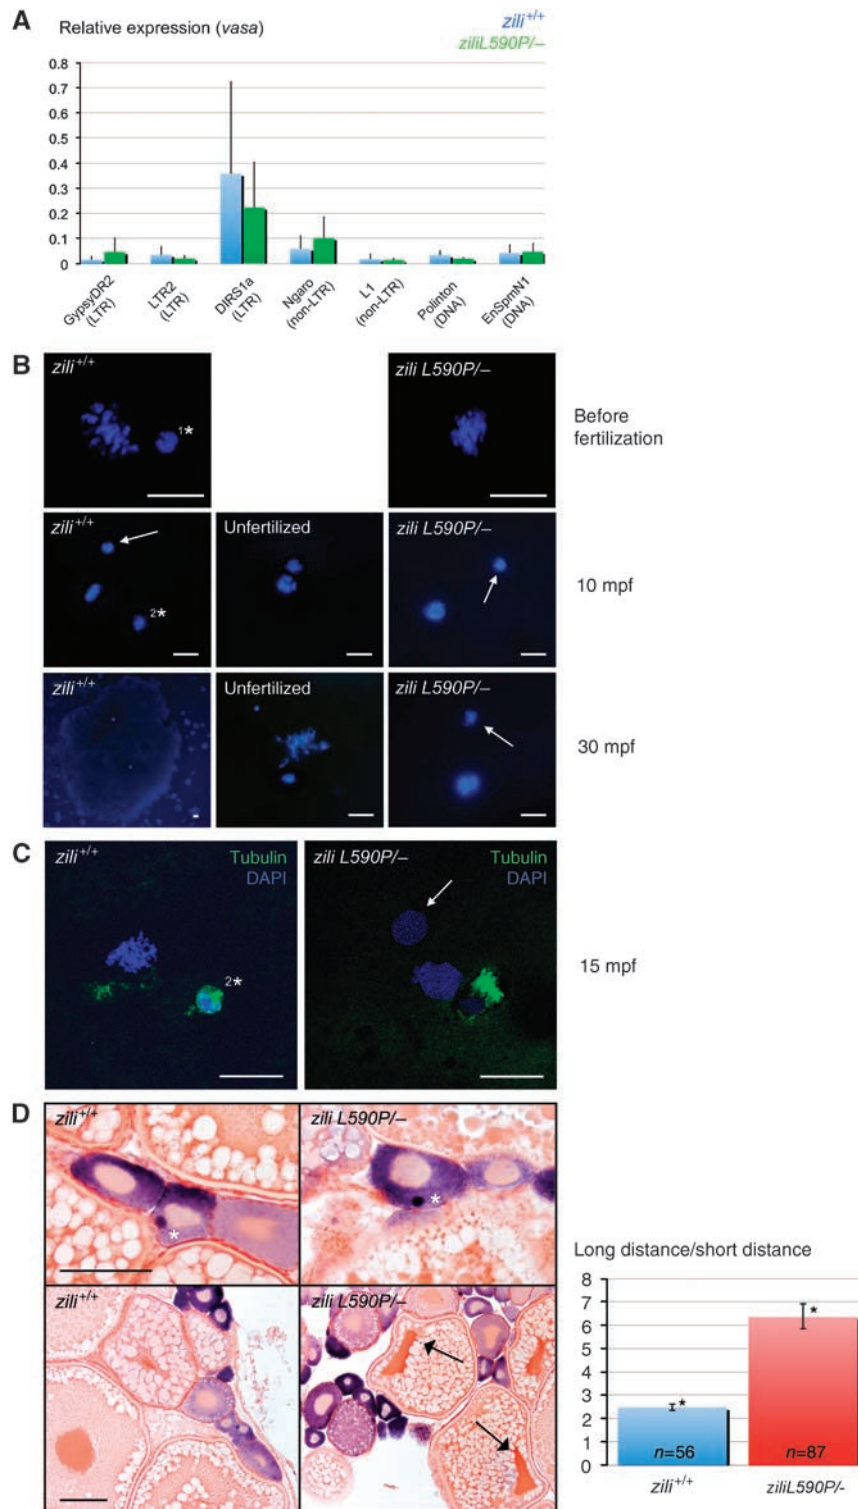 A
Relative expression (vasa)
zili+/+
ziliL590P/–
0.8
0.7
0.6
0.5
0.4
0.3
0.2
0.1
0
GypsyDR2
(LTR)
LTR2
(LTR)
DIRS1a
(LTR)
Ngaro
(non-LTR)
L1
(non-LTR)
Polinton
(DNA)
EnSpmN1
(DNA)
B
zili+/+
1*
zili L590P/–
Before
fertilization
zili+/+
2*
Unfertilized
zili L590P/–
10 mpf
zili+/+
Unfertilized
zili L590P/–
30 mpf
C
zili+/+
Tubulin
DAPI
2*
zili L590P/–
Tubulin
DAPI
15 mpf
D
zili+/+
*
zili L590P/–
*
zili+/+
zili L590P/–
Long distance/short distance
8
7
6
5
4
3
2
1
0
*
*
n=56
n=87
zili+/+
ziliL590P/-